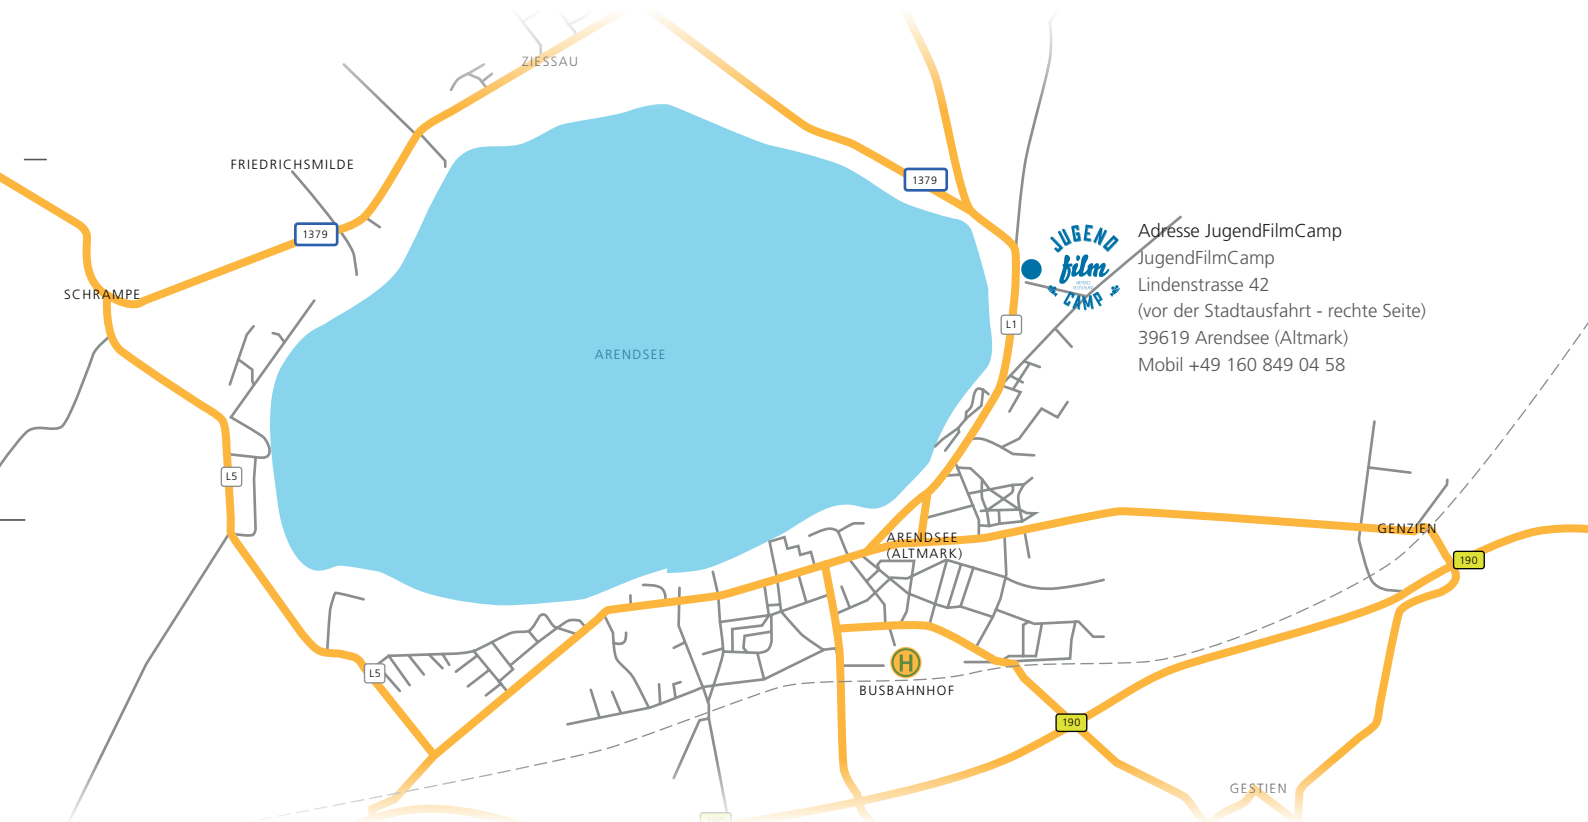 ZIESSAU
FRIEDRICHSMILDE
1379
1379
SCHRAMPE
JUGEND
film
CAMP
Adresse JugendFilmCamp
JugendFilmCamp
Lindenstrasse 42
(vor der Stadtausfahrt - rechte Seite)
39619 Arendsee (Altmark)
Mobil +49 160 849 04 58
L1
ARENDSEE
L5
GENZIEN
ARENDSEE
(ALTMARK)
190
H
L5
BUSBAHNHOF
190
GESTIEN